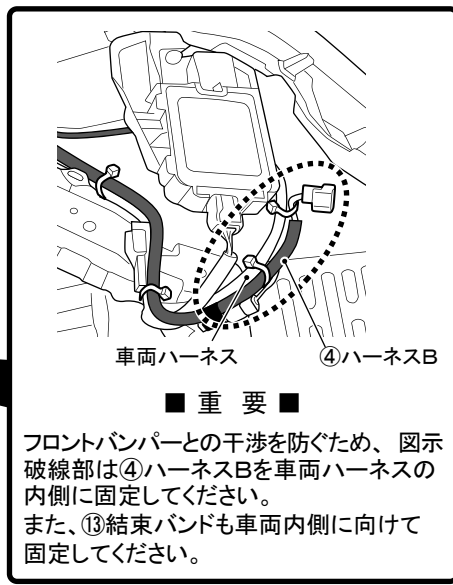 車両ハーネス ④ハーネスB
■ 重 要 ■
フロントバンパーとの干渉を防ぐため、 図示
破線部は④ハーネスBを車両ハーネスの
内側に固定してください。
また、⑬結束バンドも車両内側に向けて
固定してください。